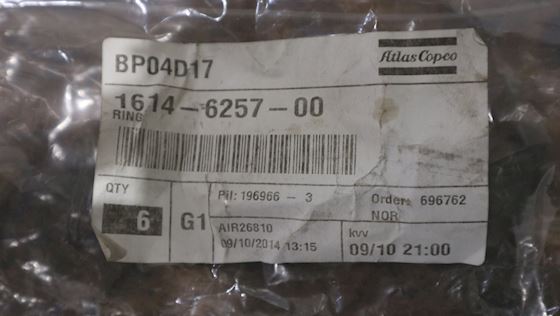 BP04D17
Atlas Copco
1614-6257-00
RING
QTY
6
G1
Pil: 196966 - 3
Order: 696762
NOR
AIR26810
09/10/2014 13:15
kvv
09/10 21:00